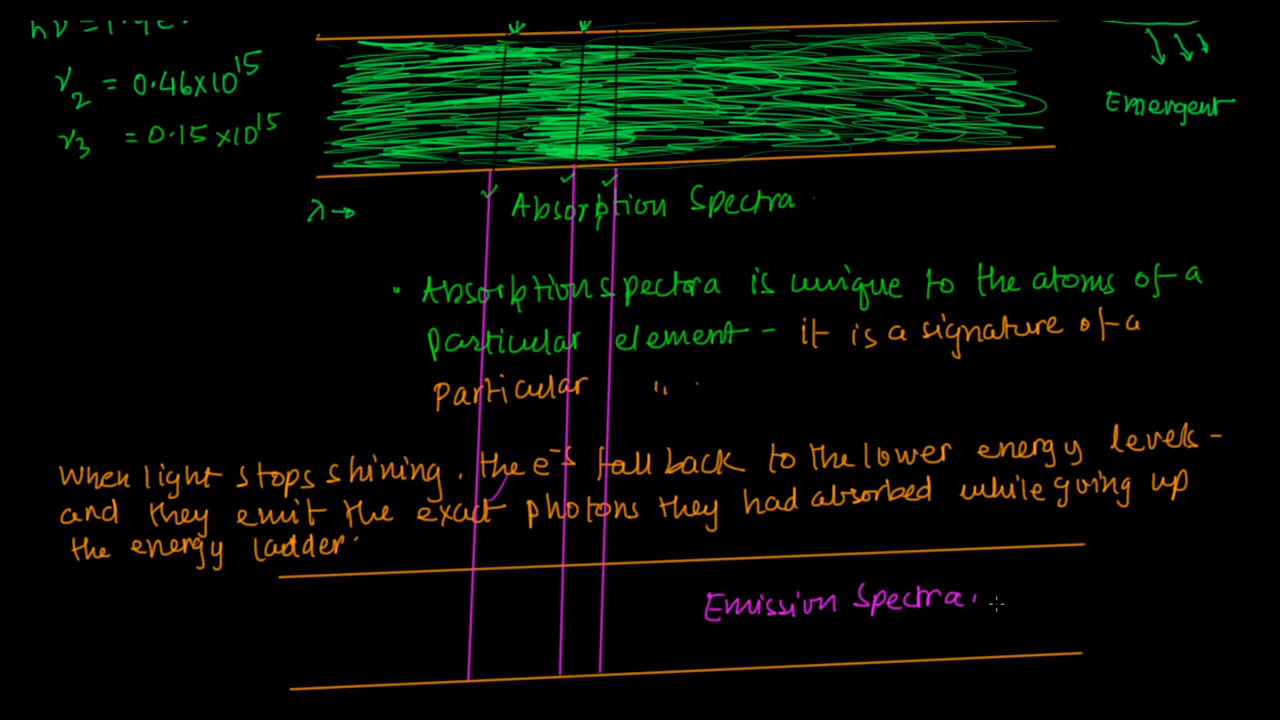 hν = 1.92
ν2 = 0.46×10^15
ν3 = 0.15×10^15
Emergent
λ→ Absorption Spectra
• Absorption spectra is unique to the atoms of a
particular element - it is a signature of a
particular " .
When light stops shining. the e⁻s fall back to the lower energy levels -
and they emit the exact photons they had absorbed while going up
the energy ladder.
Emission Spectra.